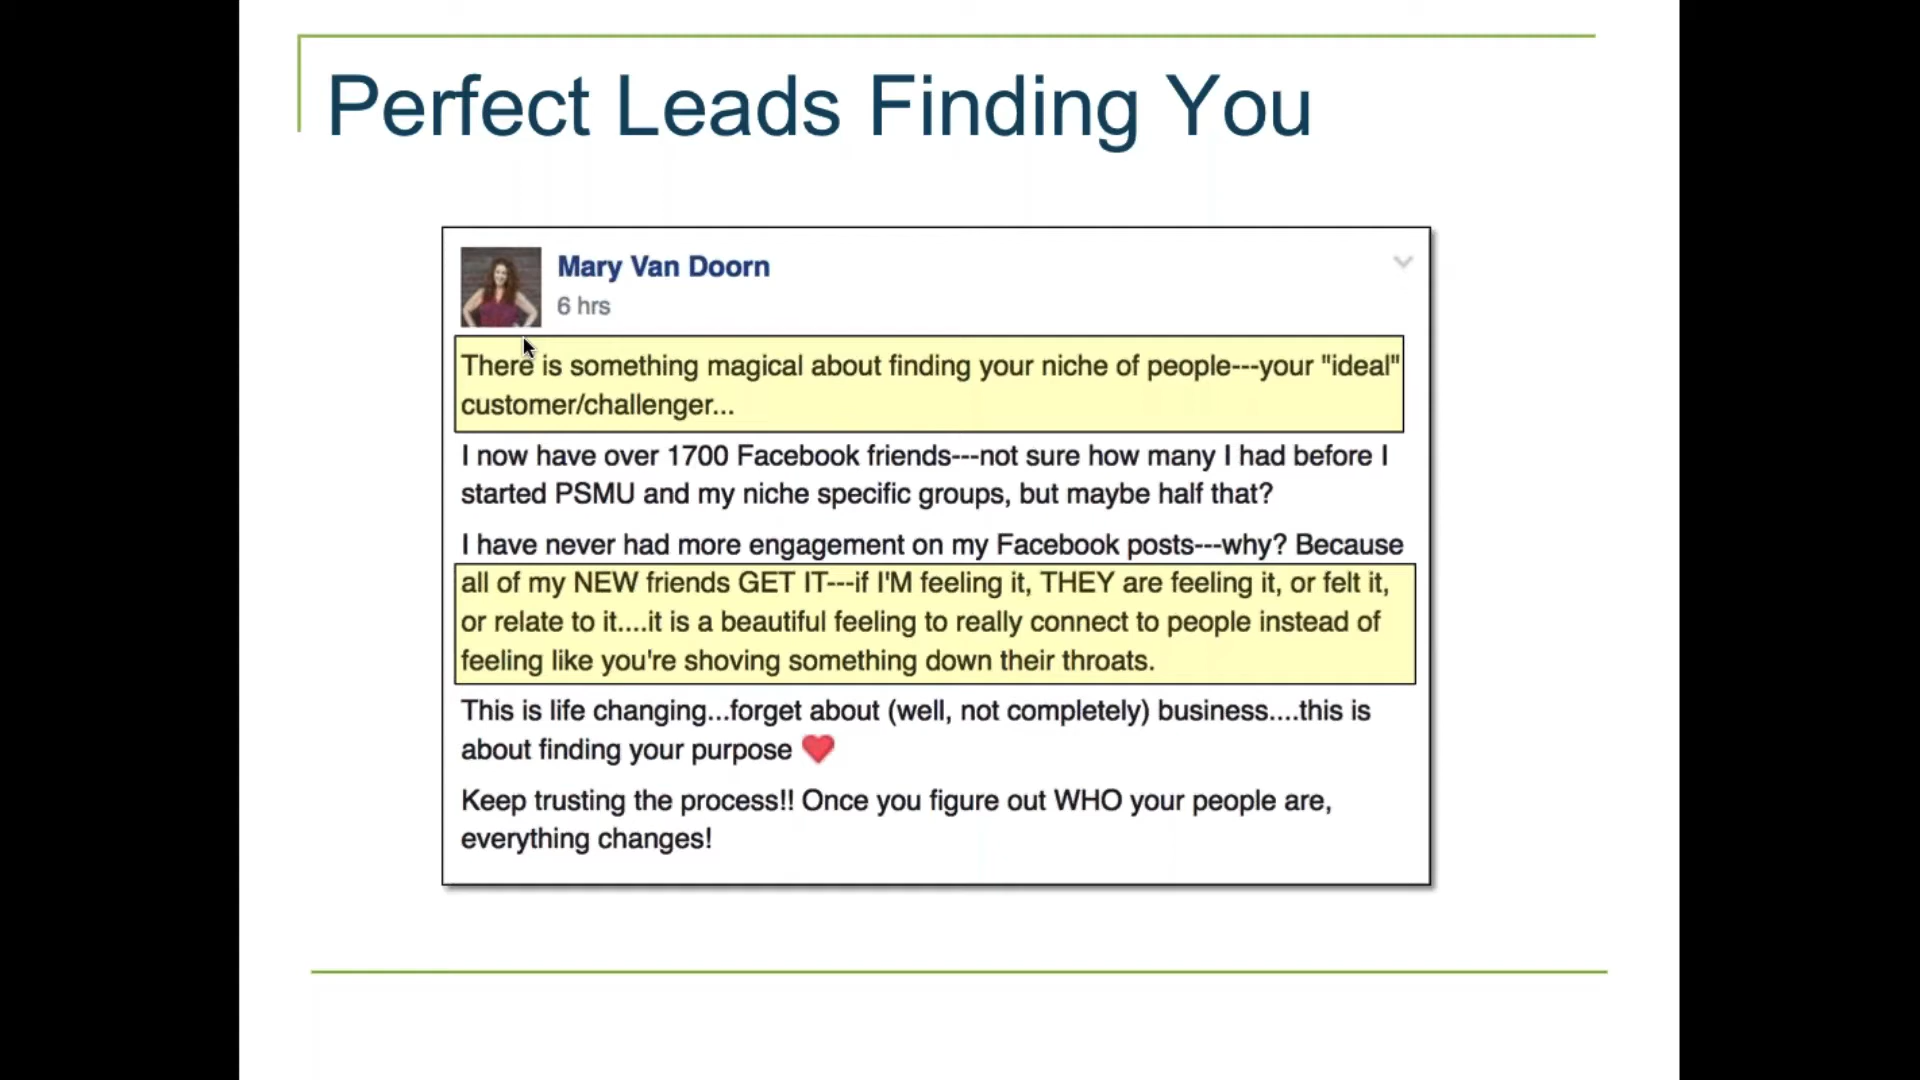 Perfect Leads Finding You
Mary Van Doorn
6 hrs
There is something magical about finding your niche of people---your "ideal"
customer/challenger...
I now have over 1700 Facebook friends---not sure how many I had before I
started PSMU and my niche specific groups, but maybe half that?
I have never had more engagement on my Facebook posts---why? Because
all of my NEW friends GET IT---if I'M feeling it, THEY are feeling it, or felt it,
or relate to it....it is a beautiful feeling to really connect to people instead of
feeling like you're shoving something down their throats.
This is life changing...forget about (well, not completely) business....this is
about finding your purpose ❤
Keep trusting the process!! Once you figure out WHO your people are,
everything changes!